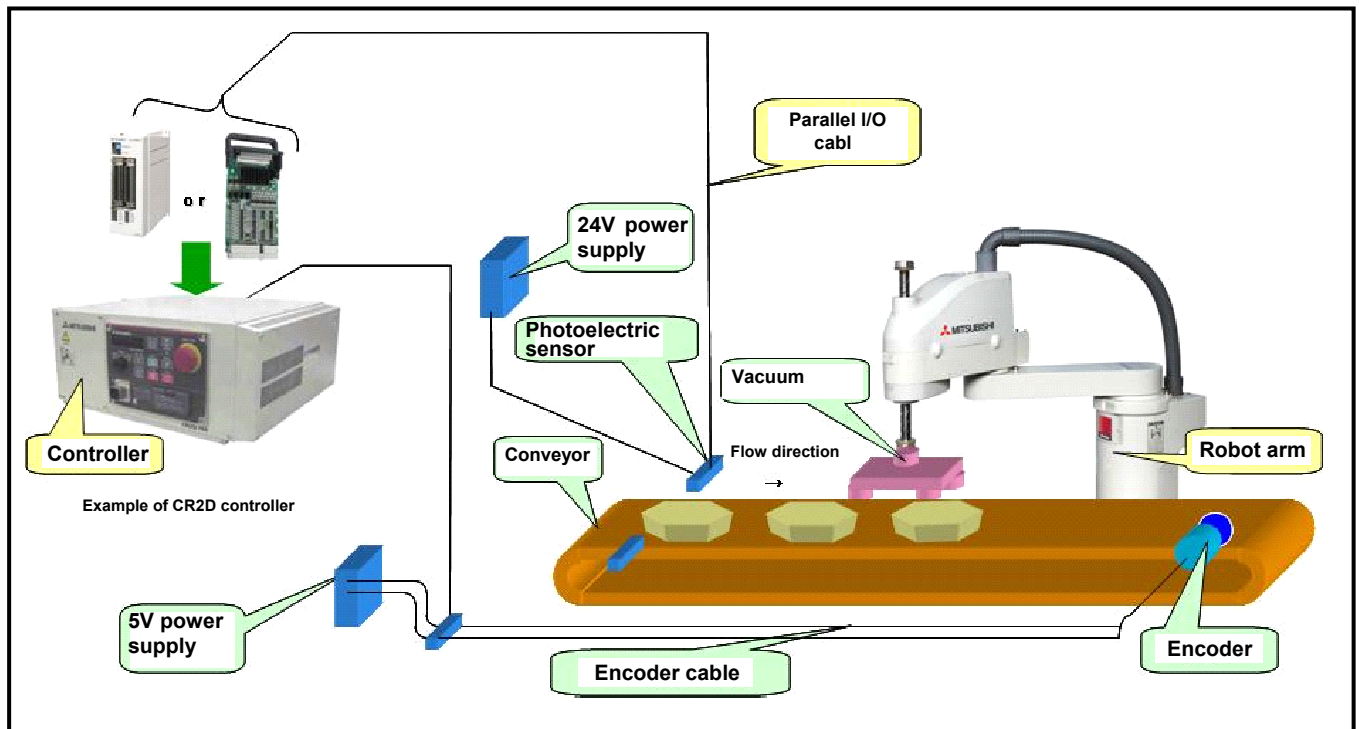 Parallel I/O
cabl
o r
24V power
supply
MITSUBISHI
Photoelectric
sensor
MITSUBISHI
Vacuum
Controller
Conveyor
Flow direction
Robot arm
Example of CR2D controller
5V power
supply
Encoder
Encoder cable